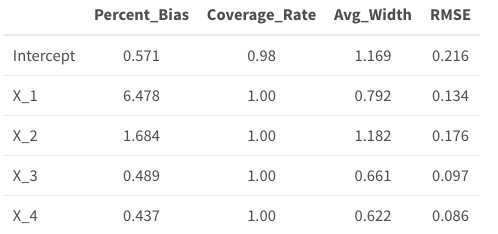 Percent_Bias Coverage_Rate Avg_Width RMSE
Intercept 0.571 0.98 1.169 0.216
X_1 6.478 1.00 0.792 0.134
X_2 1.684 1.00 1.182 0.176
X_3 0.489 1.00 0.661 0.097
X_4 0.437 1.00 0.622 0.086